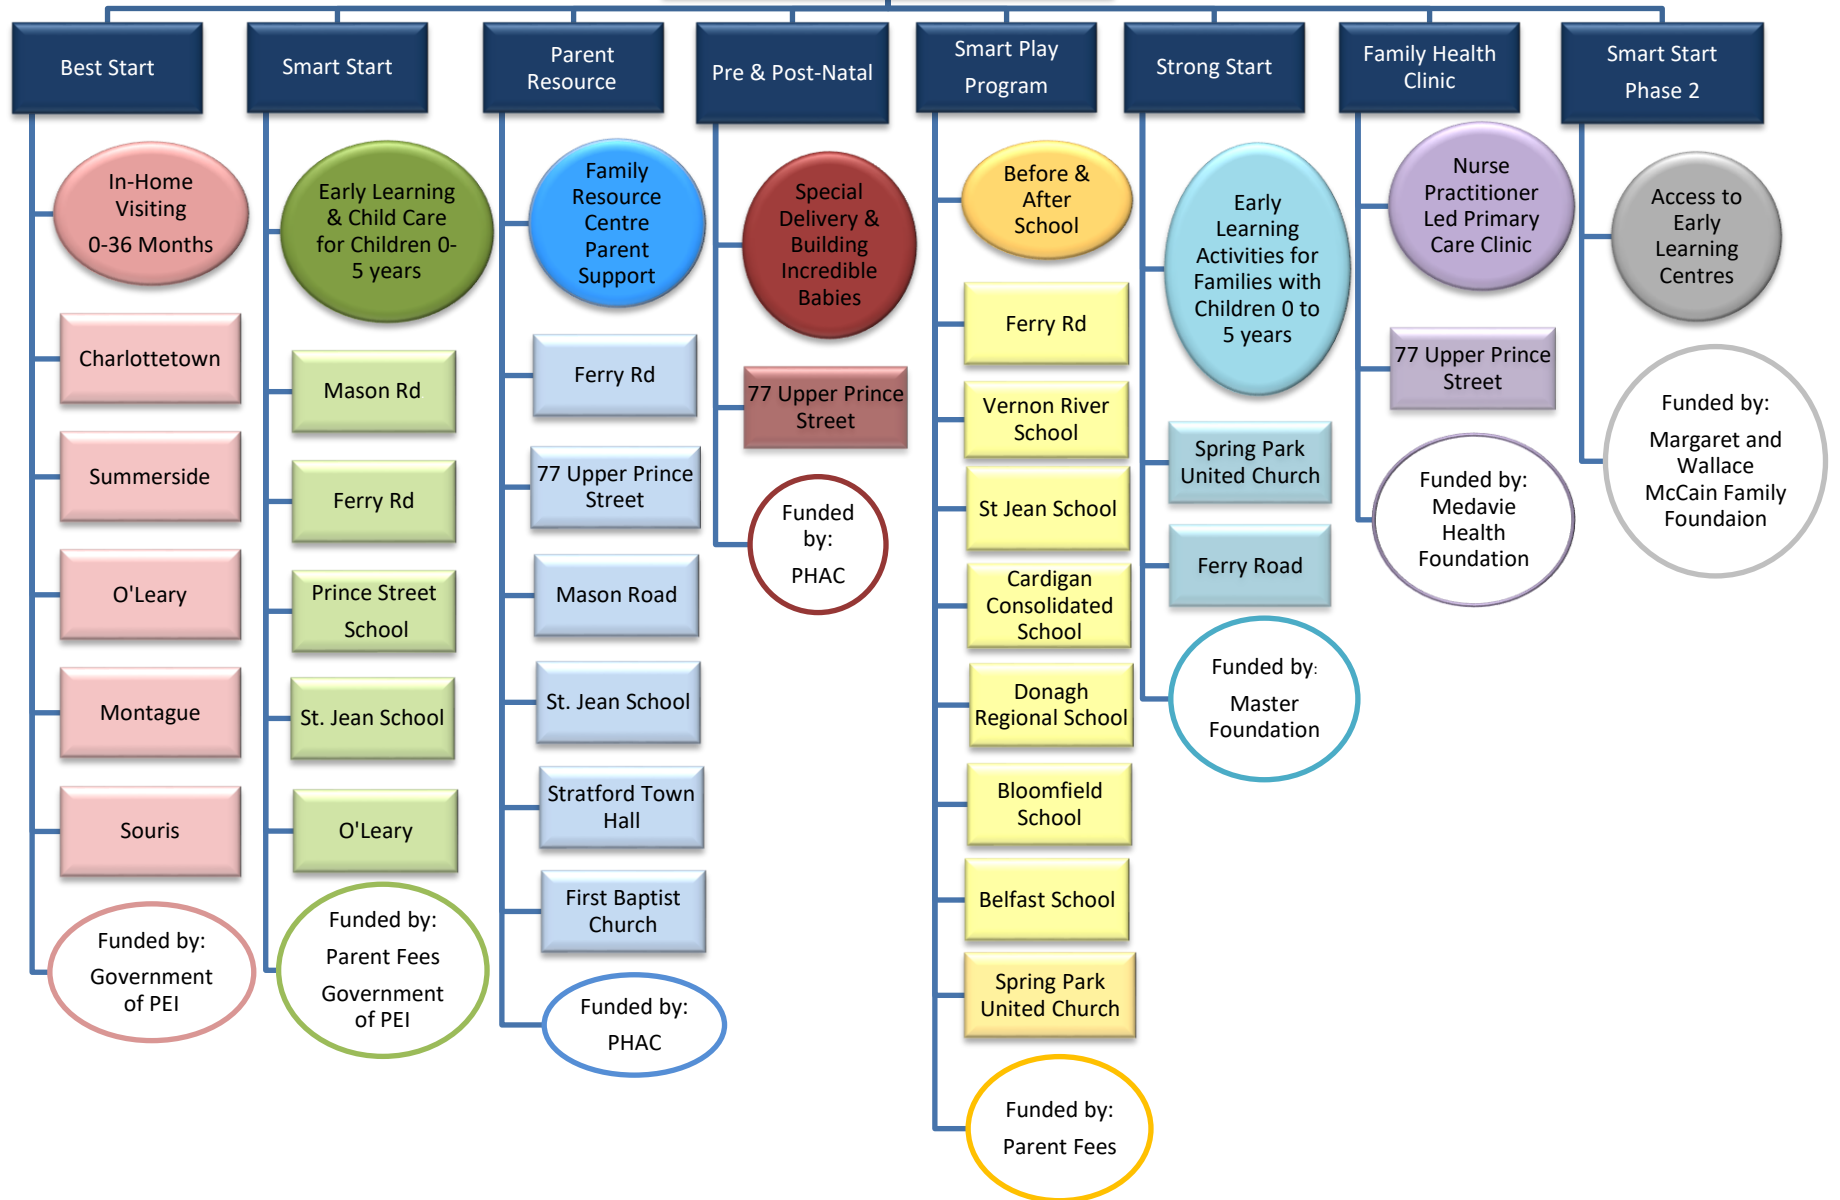 Best Start
In-Home
Visiting
0-36 Months
Charlottetown
Summerside
O'Leary
Montague
Souris
Funded by:
Government
of PEI
Smart Start
Early Learning
& Child Care
for Children 0-
5 years
Mason Rd
Ferry Rd
Prince Street
School
St. Jean School
O'Leary
Funded by:
Parent Fees
Government
of PEI
Parent
Resource
Family
Resource
Centre
Parent
Support
Ferry Rd
77 Upper Prince
Street
Mason Road
St. Jean School
Stratford Town
Hall
First Baptist
Church
Funded by:
PHAC
Pre & Post-Natal
Special
Delivery &
Building
Incredible
Babies
77 Upper Prince
Street
Funded
by:
PHAC
Smart Play
Program
Before &
After
School
Ferry Rd
Vernon River
School
St Jean School
Cardigan
Consolidated
School
Donagh
Regional School
Bloomfield
School
Belfast School
Spring Park
United Church
Funded by:
Parent Fees
Strong Start
Early
Learning
Activities for
Families with
Children 0 to
5 years
Spring Park
United Church
Ferry Road
Funded by:
Master
Foundation
Family Health
Clinic
Nurse
Practitioner
Led Primary
Care Clinic
77 Upper Prince
Street
Funded by:
Medavie
Health
Foundation
Smart Start
Phase 2
Access to
Early
Learning
Centres
Funded by:
Margaret and
Wallace
McCain Family
Foundaion